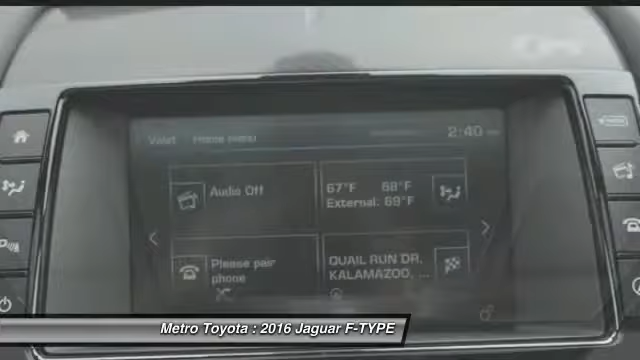 Valet Home menu 2:40
Audio Off
67°F 68°F
External: 69°F
Please pair
phone
QUAIL RUN DR,
KALAMAZOO, ...
Metro Toyota : 2016 Jaguar F-TYPE